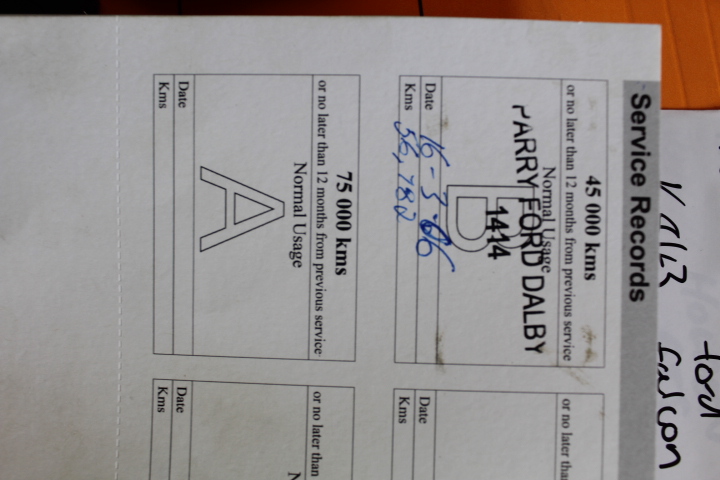 Service Records
45 000 kms
or no later than 12 months from previous service
Normal Usage
B
PARRY FORD DALBY
1414
Date 16-3-06
Kms 56,782
or no later tha
Date
Kms
75 000 kms
or no later than 12 months from previous service
Normal Usage
A
Date
Kms
or no later than
N
Date
Kms
ford
falcon